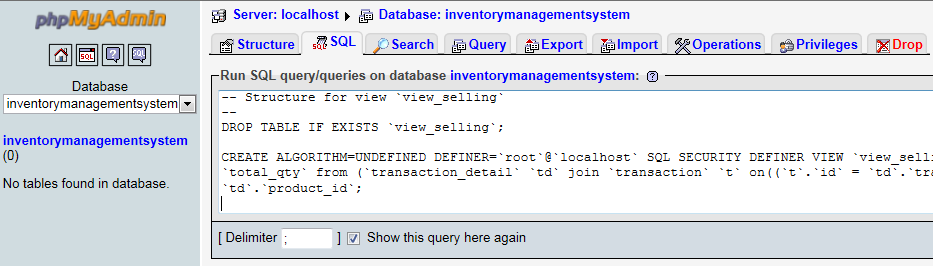 phpMyAdmin
Server: localhost Database: inventorymanagementsystem
Structure SQL Search Query Export Import Operations Privileges Drop
SQL SQL
Database
inventorymanagementsystem
inventorymanagementsystem
(0)
No tables found in database.
Run SQL query/queries on database inventorymanagementsystem:
-- Structure for view `view_selling`
--
DROP TABLE IF EXISTS `view_selling`;
CREATE ALGORITHM=UNDEFINED DEFINER=`root`@`localhost` SQL SECURITY DEFINER VIEW `view_selli
`total_qty` from (`transaction_detail` `td` join `transaction` `t` on((`t`.`id` = `td`.`tra
`td`.`product_id`;
[ Delimiter ; ] Show this query here again